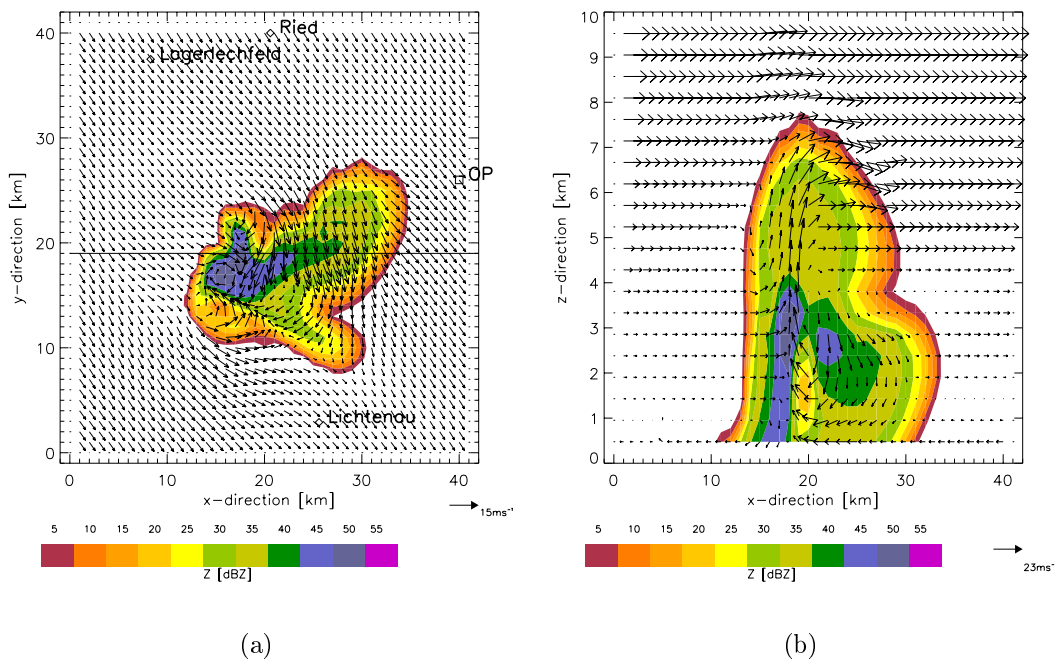 40
30
20
10
0
y-direction [km]
Ried
Lagerlechfeld
OP
Lichtenau
0 10 20 30 40
x-direction [km]
15ms⁻¹
5 10 15 20 25 30 35 40 45 50 55
Z [dBZ]
(a)
10
9
8
7
6
5
4
3
2
1
0
z-direction [km]
0 10 20 30 40
x-direction [km]
5 10 15 20 25 30 35 40 45 50 55
Z [dBZ]
23ms⁻
(b)